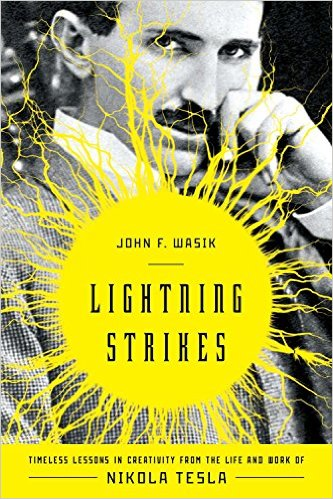 JOHN F. WASIK
LIGHTNING
STRIKES
TIMELESS LESSONS IN CREATIVITY FROM THE LIFE AND WORK OF
NIKOLA TESLA